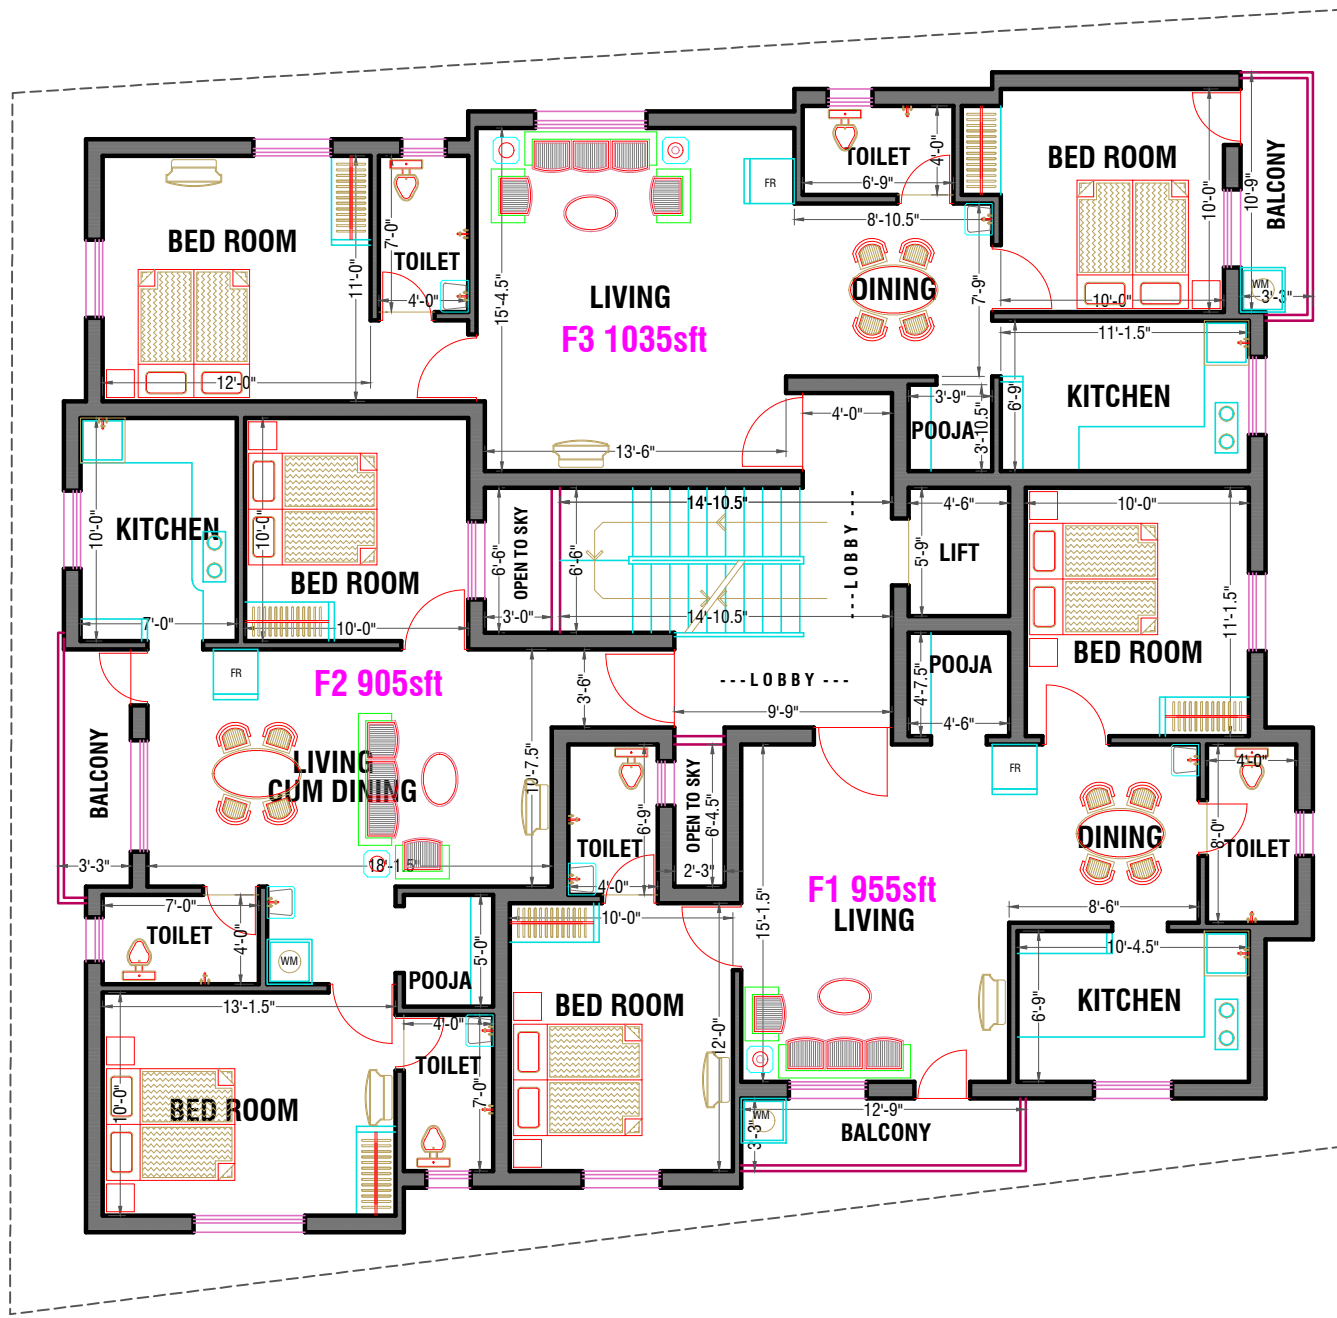 BED ROOM
12'-0"
11'-0"
TOILET
7'-0"
4'-0"
LIVING
F3 1035sft
15'-4.5"
13'-6"
FR
TOILET
6'-9"
4'-0"
8'-10.5"
DINING
7'-9"
BED ROOM
10'-0"
10'-0"
BALCONY
10'-9"
WM
3'-3"
11'-1.5"
KITCHEN
6'-9"
3'-9"
POOJA
3'-10.5"
4'-0"
KITCHEN
10'-0"
7'-0"
BED ROOM
10'-0"
10'-0"
OPEN TO SKY
6'-6"
3'-0"
6'-6"
14'-10.5"
14'-10.5"
---LOBBY---
4'-6"
LIFT
5'-9"
10'-0"
BED ROOM
11'-1.5"
POOJA
4'-7.5"
4'-6"
---LOBBY---
9'-9"
3'-6"
FR
F2 905sft
LIVING
CUM DINING
10'-7.5"
18'-1.5"
BALCONY
3'-3"
TOILET
6'-9"
4'-0"
OPEN TO SKY
6'-4.5"
2'-3"
F1 955sft
LIVING
15'-1.5"
FR
DINING
8'-6"
4'-0"
8'-0"
TOILET
10'-4.5"
KITCHEN
6'-9"
7'-0"
TOILET
4'-0"
WM
POOJA
5'-0"
13'-1.5"
BED ROOM
10'-0"
4'-0"
TOILET
7'-0"
10'-0"
BED ROOM
12'-0"
WM
12'-9"
3'-3"
BALCONY